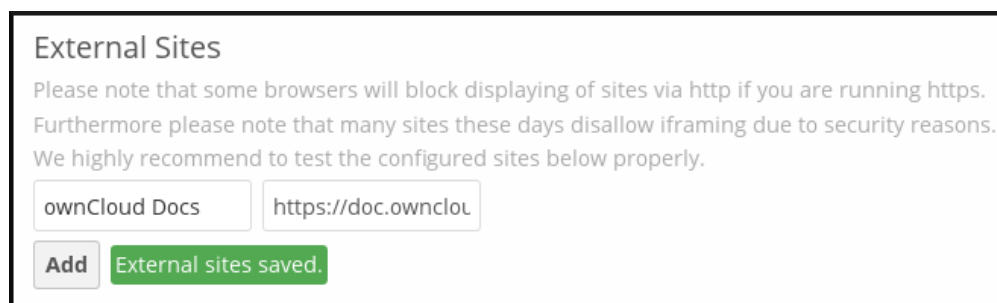 External Sites
Please note that some browsers will block displaying of sites via http if you are running https.
Furthermore please note that many sites these days disallow iframing due to security reasons.
We highly recommend to test the configured sites below properly.
ownCloud Docs https://doc.ownclou
Add External sites saved.